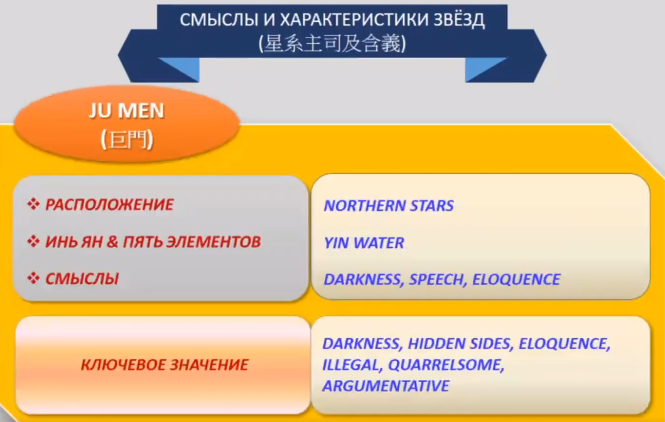 СМЫСЛЫ И ХАРАКТЕРИСТИКИ ЗВЁЗД
(星系主司及含義)
JU MEN
(巨門)
❖ РАСПОЛОЖЕНИЕ
NORTHERN STARS
❖ ИНЬ ЯН & ПЯТЬ ЭЛЕМЕНТОВ
YIN WATER
❖ СМЫСЛЫ
DARKNESS, SPEECH, ELOQUENCE
КЛЮЧЕВОЕ ЗНАЧЕНИЕ
DARKNESS, HIDDEN SIDES, ELOQUENCE,
ILLEGAL, QUARRELSOME,
ARGUMENTATIVE